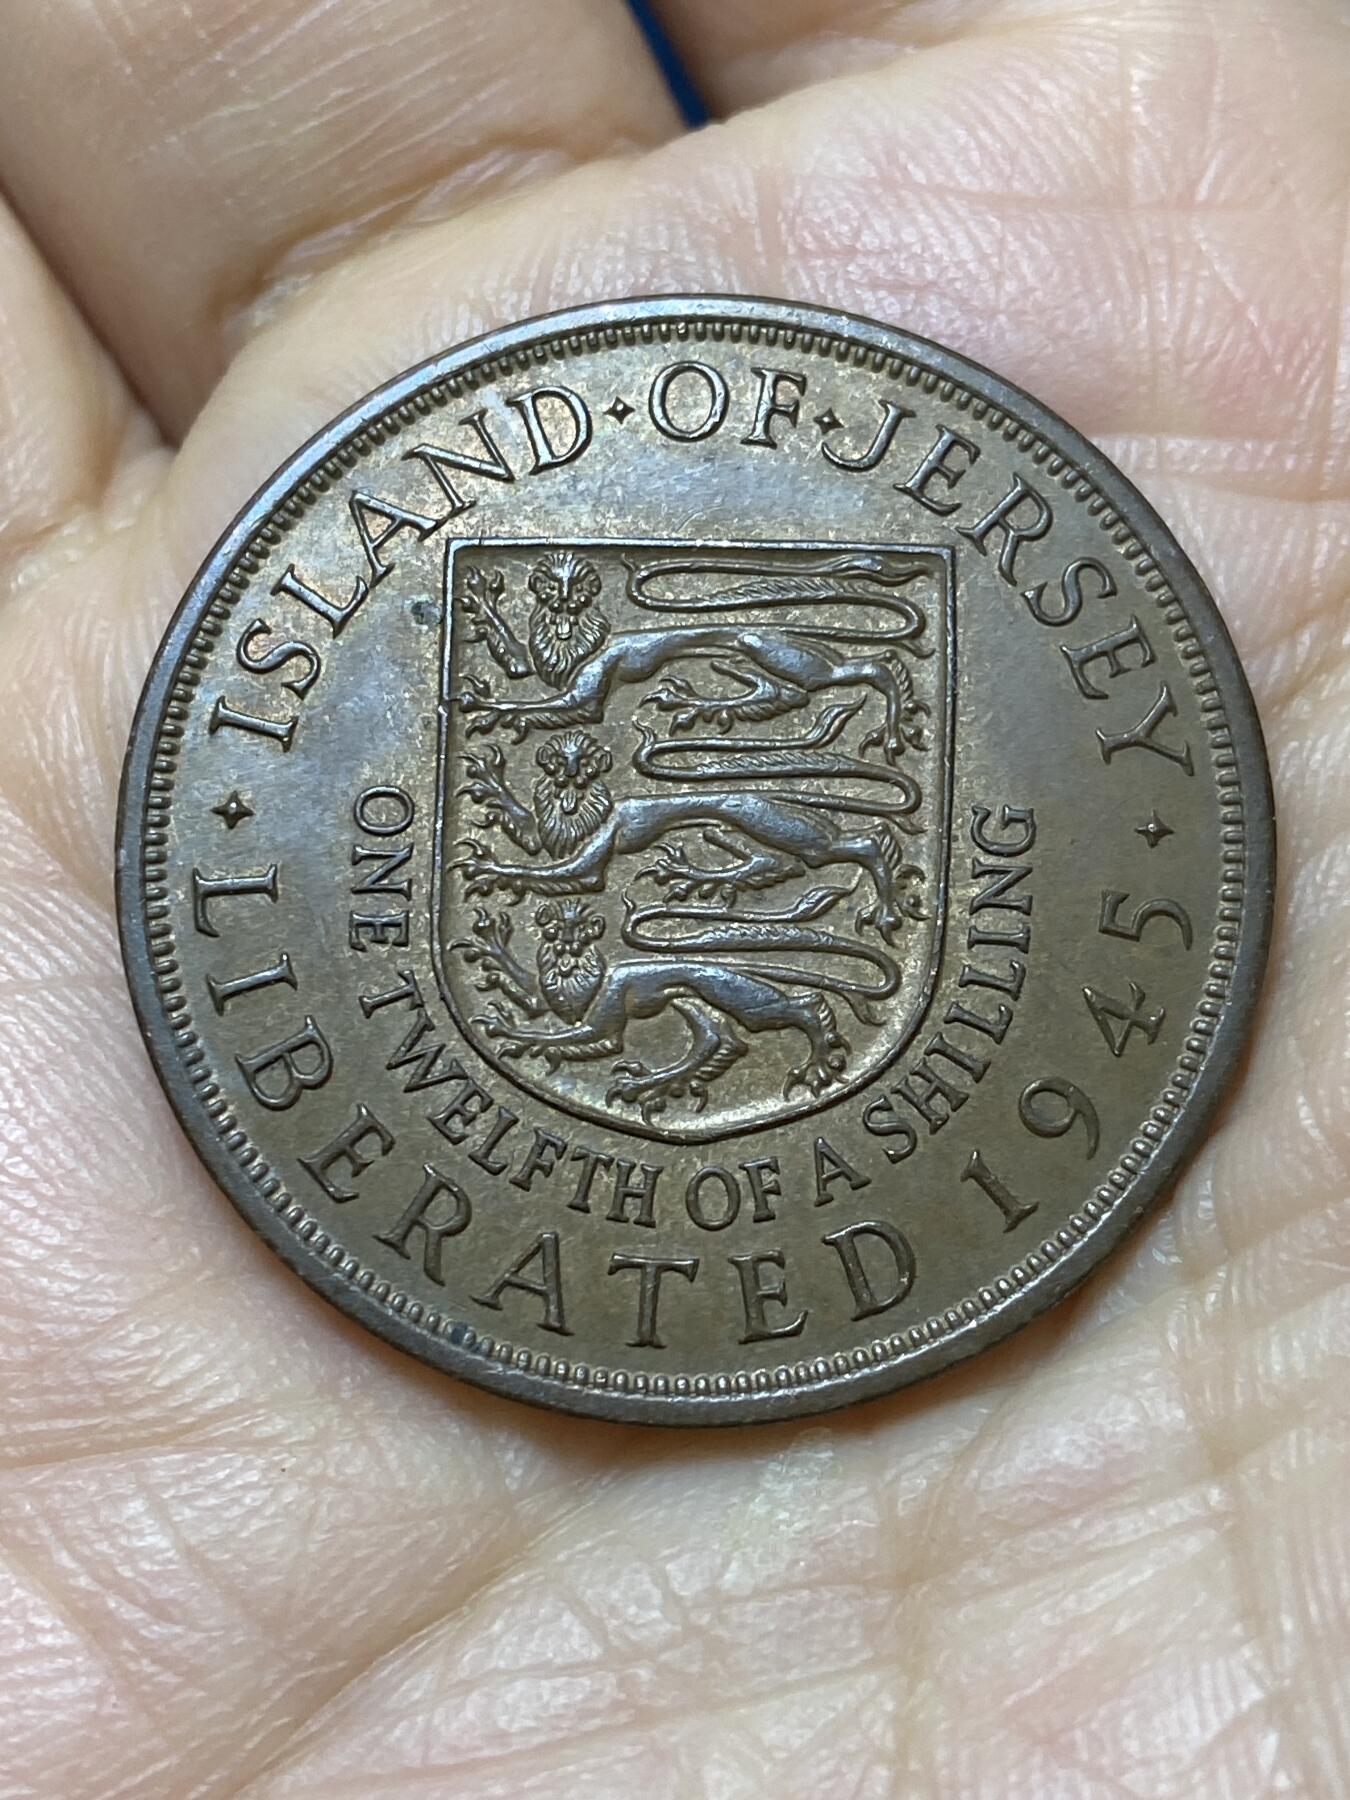 · ISLAND · OF · JERSEY ·
LIBERATED 1945
ONE TWELFTH OF A SHILLING